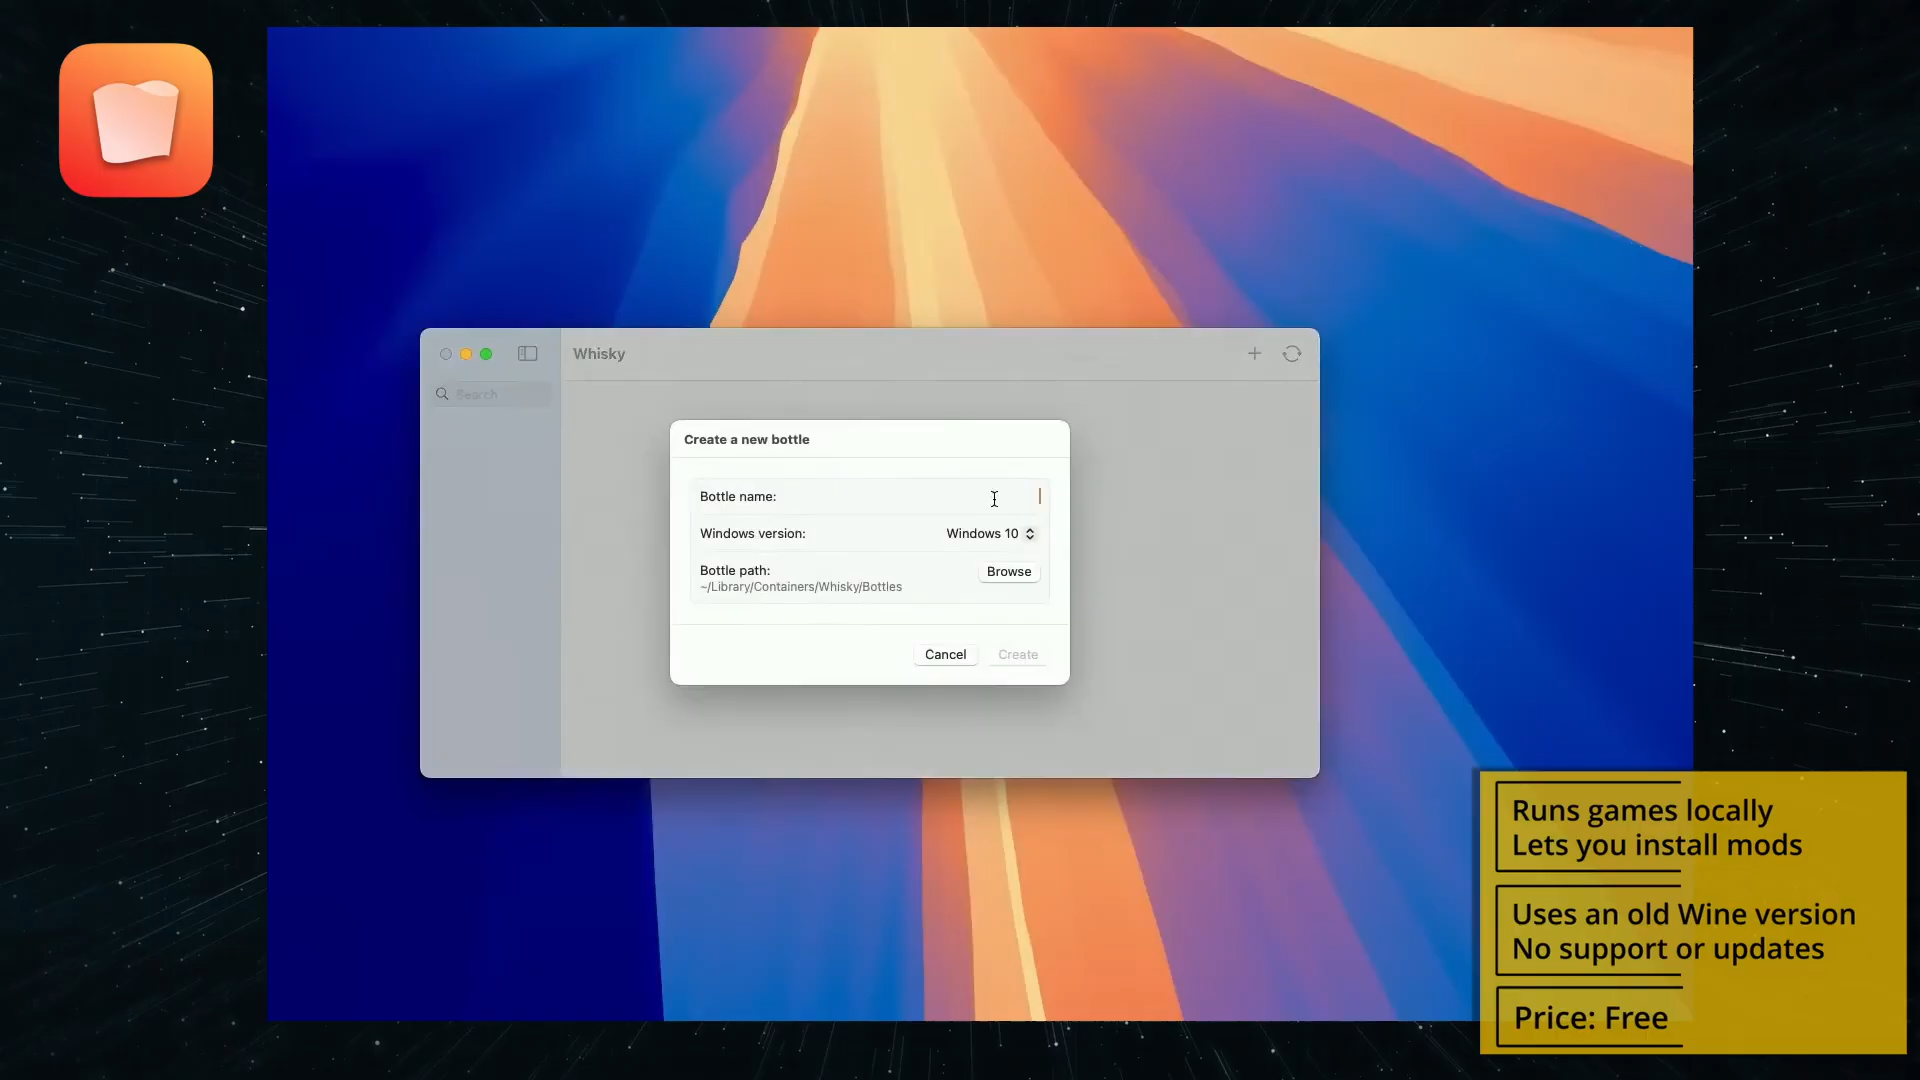 Whisky
Search
Create a new bottle
Bottle name:
Windows version:
Windows 10
Bottle path:
~/Library/Containers/Whisky/Bottles
Browse
Cancel
Create
Runs games locally
Lets you install mods
Uses an old Wine version
No support or updates
Price: Free